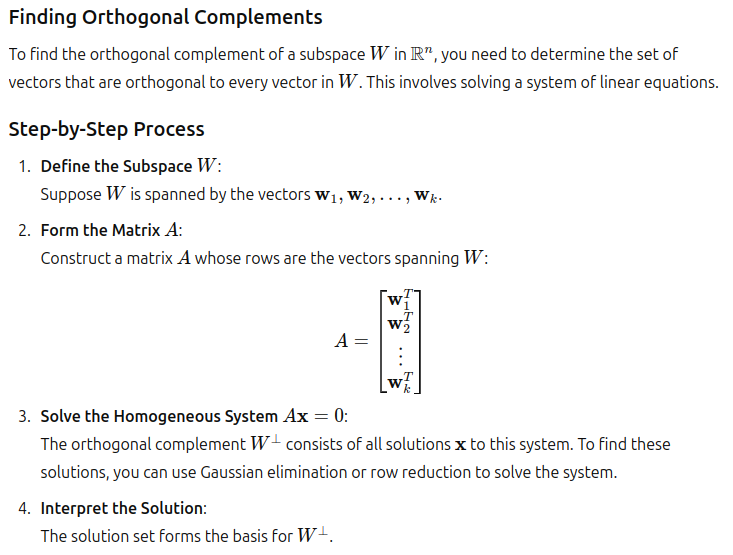 Finding Orthogonal Complements
To find the orthogonal complement of a subspace $W$ in $\mathbb{R}^n$, you need to determine the set of
vectors that are orthogonal to every vector in $W$. This involves solving a system of linear equations.
Step-by-Step Process
1. Define the Subspace $W$:
Suppose $W$ is spanned by the vectors $\mathbf{w}_1, \mathbf{w}_2, \ldots, \mathbf{w}_k$.
2. Form the Matrix $A$:
Construct a matrix $A$ whose rows are the vectors spanning $W$:
$A = \begin{bmatrix} \mathbf{w}_1^T \\ \mathbf{w}_2^T \\ \vdots \\ \mathbf{w}_k^T \end{bmatrix}$
3. Solve the Homogeneous System $A\mathbf{x} = 0$:
The orthogonal complement $W^\perp$ consists of all solutions $\mathbf{x}$ to this system. To find these
solutions, you can use Gaussian elimination or row reduction to solve the system.
4. Interpret the Solution:
The solution set forms the basis for $W^\perp$.